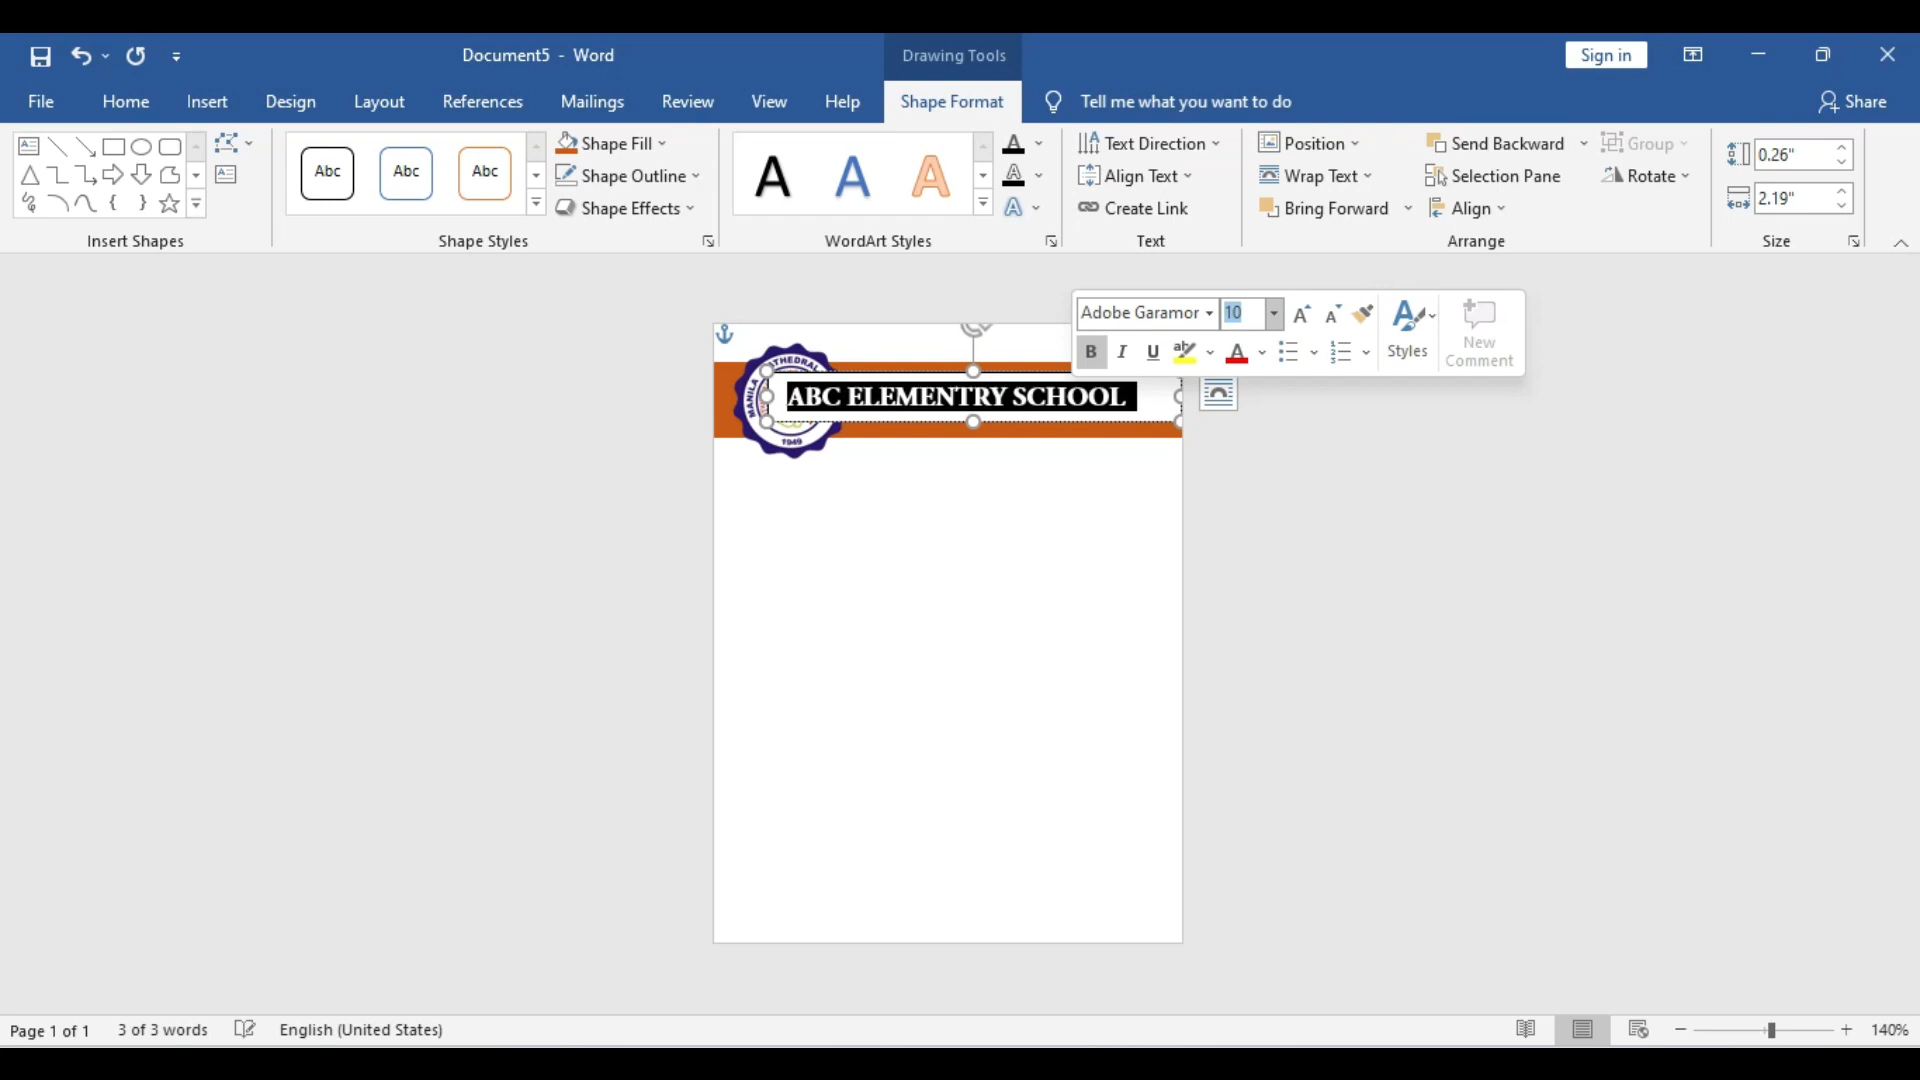 Document5 - Word
Drawing Tools
Sign in
File Home Insert Design Layout References Mailings Review View Help Shape Format Tell me what you want to do Share
Abc Abc Abc
Shape Fill
Shape Outline
Shape Effects
A A A
Text Direction
Align Text
Create Link
Position
Wrap Text
Bring Forward
Send Backward
Selection Pane
Align
Group
Rotate
0.26"
2.19"
Insert Shapes Shape Styles WordArt Styles Text Arrange Size
Adobe Garamor 10
B I U
Styles
New
Comment
MANILA CATHEDRAL
1949
ABC ELEMENTRY SCHOOL
Page 1 of 1 3 of 3 words English (United States) 140%